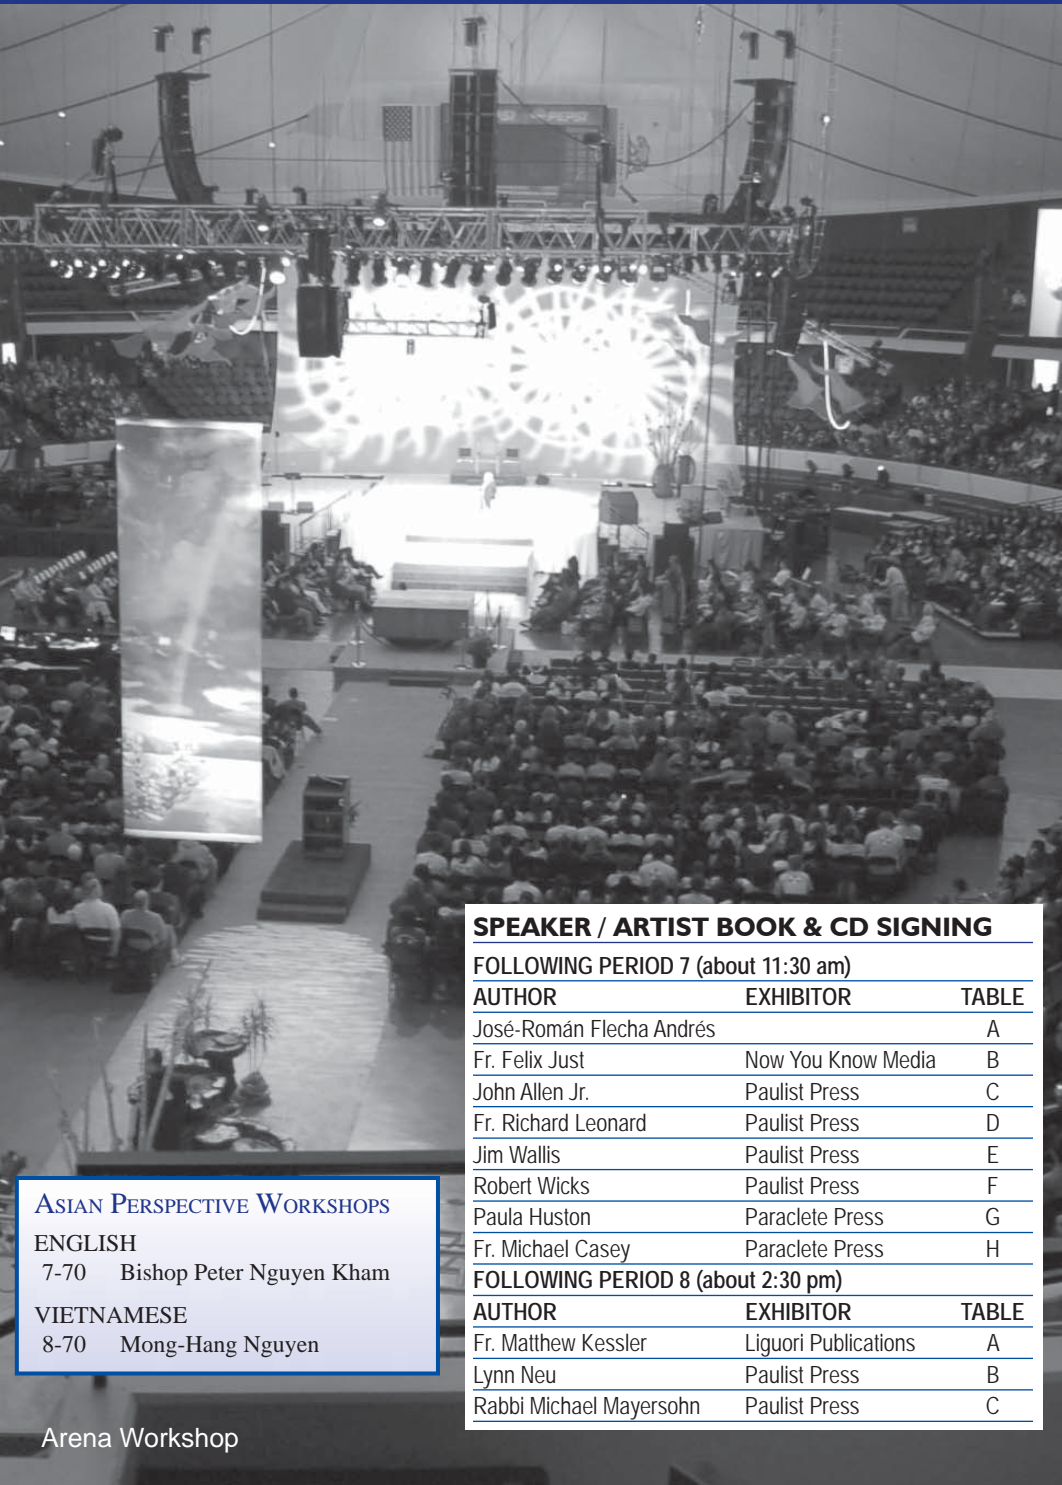 SPEAKER / ARTIST BOOK & CD SIGNING
FOLLOWING PERIOD 7 (about 11:30 am)
AUTHOR EXHIBITOR TABLE
José-Román Flecha Andrés A
Fr. Felix Just Now You Know Media B
John Allen Jr. Paulist Press C
Fr. Richard Leonard Paulist Press D
Jim Wallis Paulist Press E
Robert Wicks Paulist Press F
Paula Huston Paraclete Press G
Fr. Michael Casey Paraclete Press H
FOLLOWING PERIOD 8 (about 2:30 pm)
AUTHOR EXHIBITOR TABLE
Fr. Matthew Kessler Liguori Publications A
Lynn Neu Paulist Press B
Rabbi Michael Mayersohn Paulist Press C
ASIAN PERSPECTIVE WORKSHOPS
ENGLISH
7-70 Bishop Peter Nguyen Kham
VIETNAMESE
8-70 Mong-Hang Nguyen
Arena Workshop